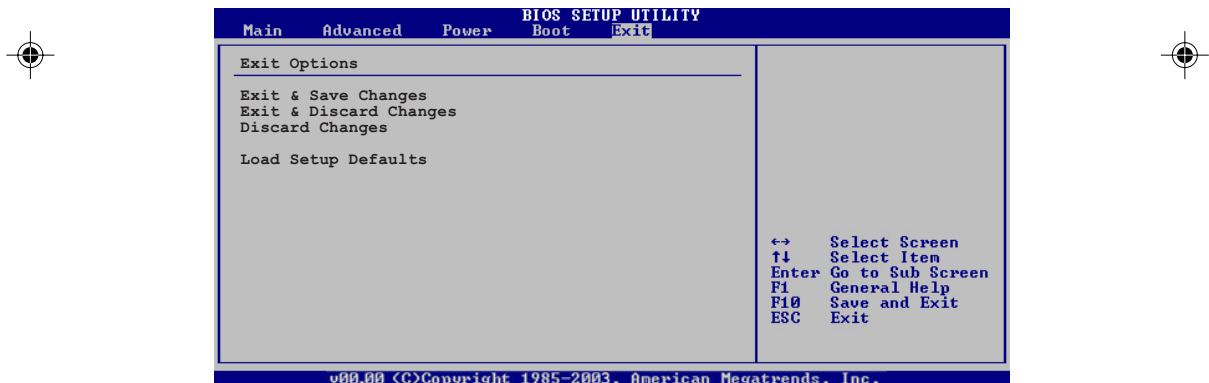 BIOS SETUP UTILITY
Main Advanced Power Boot Exit
Exit Options
Exit & Save Changes
Exit & Discard Changes
Discard Changes
Load Setup Defaults
←→ Select Screen
↑↓ Select Item
Enter Go to Sub Screen
F1 General Help
F10 Save and Exit
ESC Exit
v00.00 (C)Copyright 1985-2003, American Megatrends, Inc.